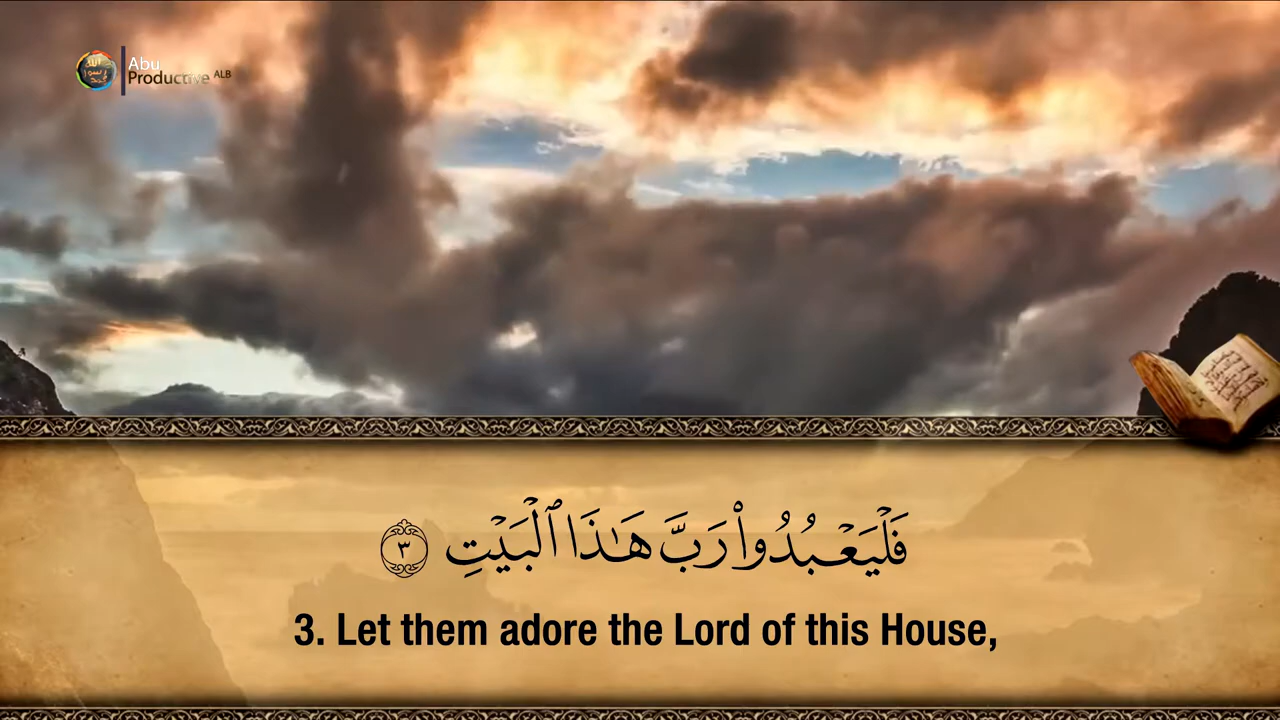 Abu
Productive ALB
فَلْيَعْبُدُوا۟ رَبَّ هَـٰذَا ٱلْبَيْتِ ٣
3. Let them adore the Lord of this House,